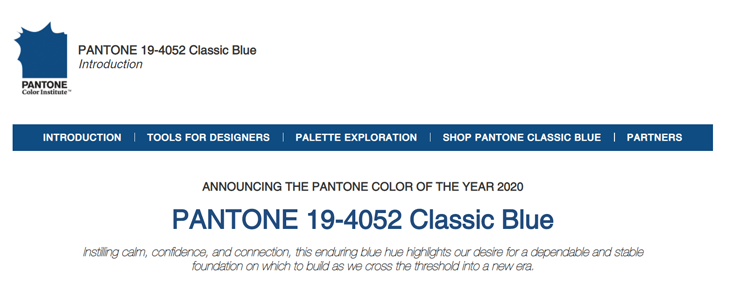 PANTONE 19-4052 Classic Blue
Introduction
PANTONE
Color Institute™
INTRODUCTION | TOOLS FOR DESIGNERS | PALETTE EXPLORATION | SHOP PANTONE CLASSIC BLUE | PARTNERS
ANNOUNCING THE PANTONE COLOR OF THE YEAR 2020
PANTONE 19-4052 Classic Blue
Instilling calm, confidence, and connection, this enduring blue hue highlights our desire for a dependable and stable
foundation on which to build as we cross the threshold into a new era.